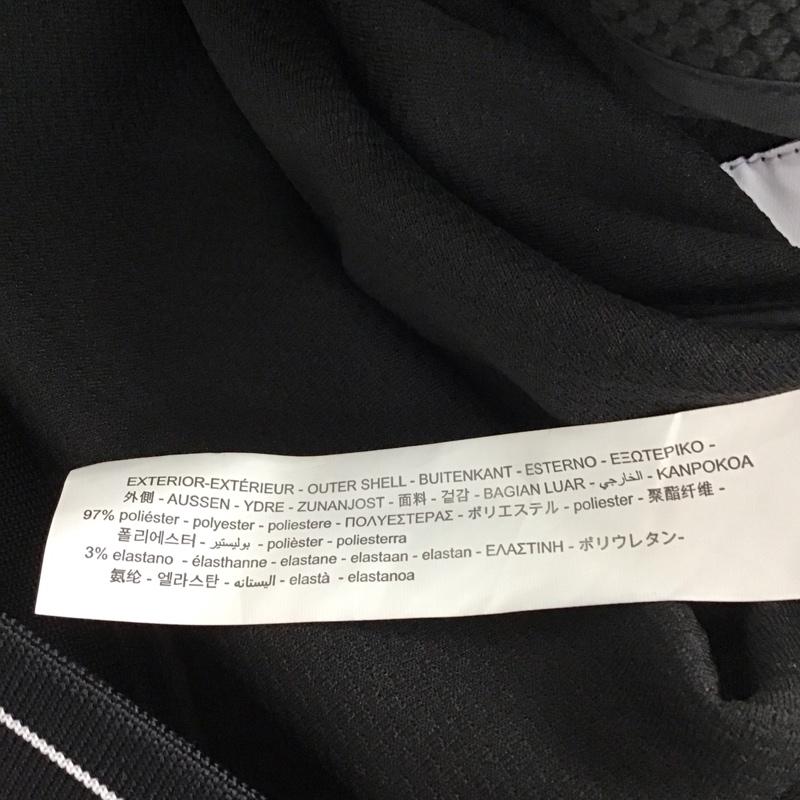 EXTERIOR-EXTÉRIEUR - OUTER SHELL - BUITENKANT - ESTERNO - ΕΞΩΤΕΡΙΚΟ -
外側 - AUSSEN - YDRE - ZUNANJOST - 面料 - 겉감 - BAGIAN LUAR - الخارجي - KANPOKOA
97% poliéster - polyester - poliestere - ΠΟΛΥΕΣΤΕΡΑΣ - ポリエステル - poliester - 聚酯纤维 -
폴리에스터 - بوليستير - polièster - poliesterra
3% elastano - élasthanne - elastane - elastaan - elastan - ΕΛΑΣΤΙΝΗ - ポリウレタン-
氨纶 - 엘라스탄 - اليستانه - elastà - elastanoa